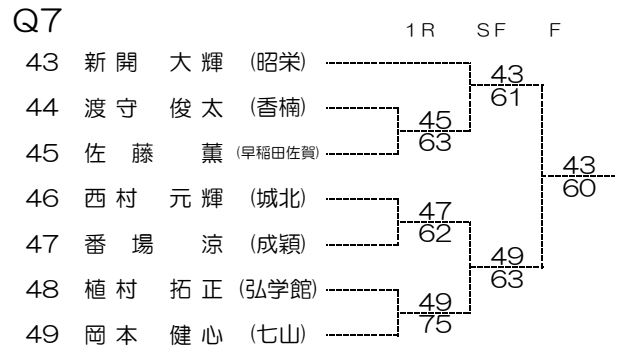 Q7
1R SF F
43 新開 大輝 (昭栄)
43
61
44 渡守 俊太 (香楠)
45
63
45 佐藤 薫 (早稲田佐賀)
43
60
46 西村 元輝 (城北)
47
62
47 番場 涼 (成穎)
49
63
48 植村 拓正 (弘学館)
49
75
49 岡本 健心 (七山)